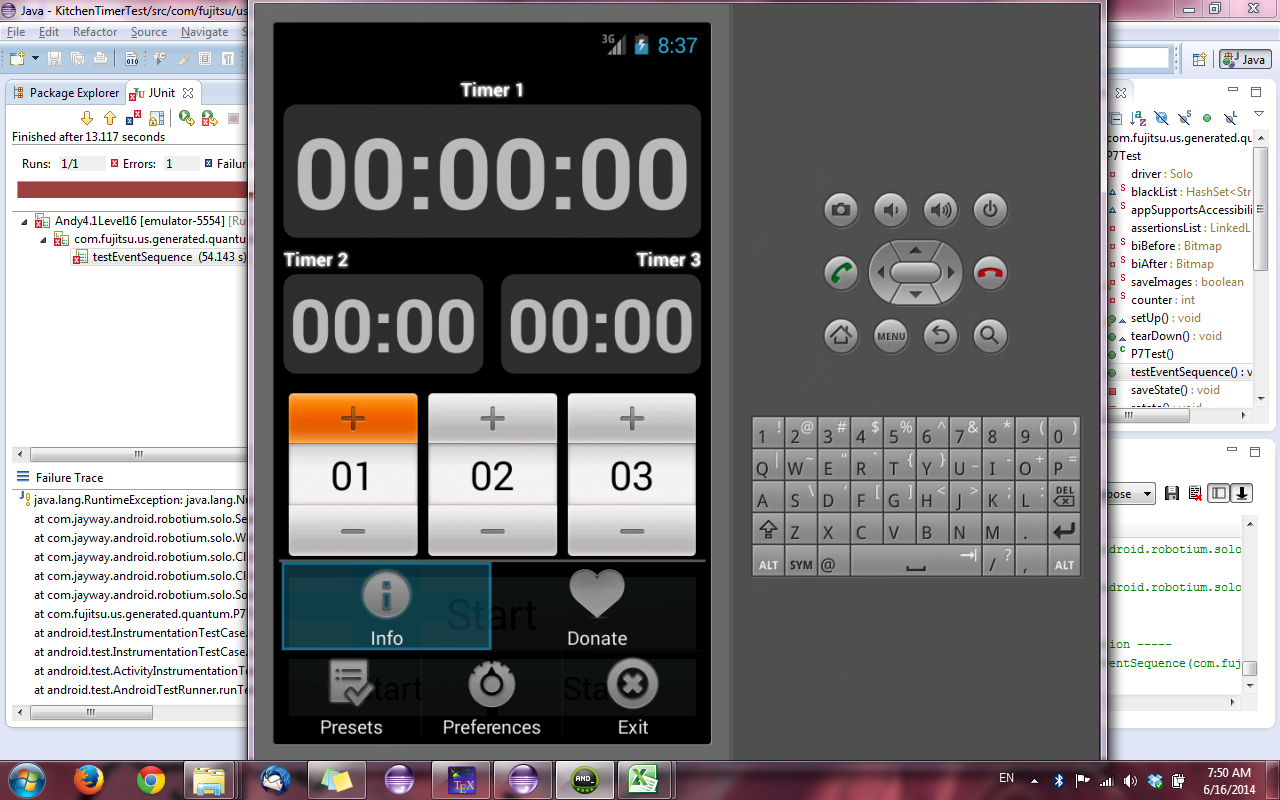 Java - KitchenTimerTest/src/com/fujitsu/us
File Edit Refactor Source Navigate S
Java
Package Explorer JUnit
Finished after 13.117 seconds
Runs: 1/1 Errors: 1 Failur
Andy4.1Level16 [emulator-5554] [Ru
com.fujitsu.us.generated.quantu
testEventSequence (54.143 s)
Failure Trace
java.lang.RuntimeException: java.lang.Nu
at com.jayway.android.robotium.solo.Se
at com.jayway.android.robotium.solo.W
at com.jayway.android.robotium.solo.Cl
at com.jayway.android.robotium.solo.Cl
at com.jayway.android.robotium.solo.So
at com.fujitsu.us.generated.quantum.P7
at android.test.InstrumentationTestCase.
at android.test.InstrumentationTestCase.
at android.test.ActivityInstrumentationT
at android.test.AndroidTestRunner.runTe
3G 8:37
Timer 1
00:00:00
Timer 2 Timer 3
00:00 00:00
+ + +
01 02 03
− − −
Start
Info Donate
Presets Preferences Exit
MENU
1 ! 2 @ 3 # 4 $ 5 % 6 ^ 7 & 8 * 9 ( 0 )
Q | W ~ E “ R ` T { Y } U _ I - O + P =
A S \ D ‘ F [ G ] H < J > K ; L : DEL
Z X C V B N M .
ALT SYM @ / ? , ALT
com.fujitsu.us.generated.qu
P7Test
driver : Solo
blackList : HashSet<Str
appSupportsAccessibili
assertionsList : LinkedL
biBefore : Bitmap
biAfter : Bitmap
saveImages : boolean
counter : int
setUp() : void
tearDown() : void
P7Test()
testEventSequence() : v
saveState() : void
ndroid.robotium.solo
ndroid.robotium.solo
ion -----
entSequence(com.fuj
EN
7:50 AM
6/16/2014